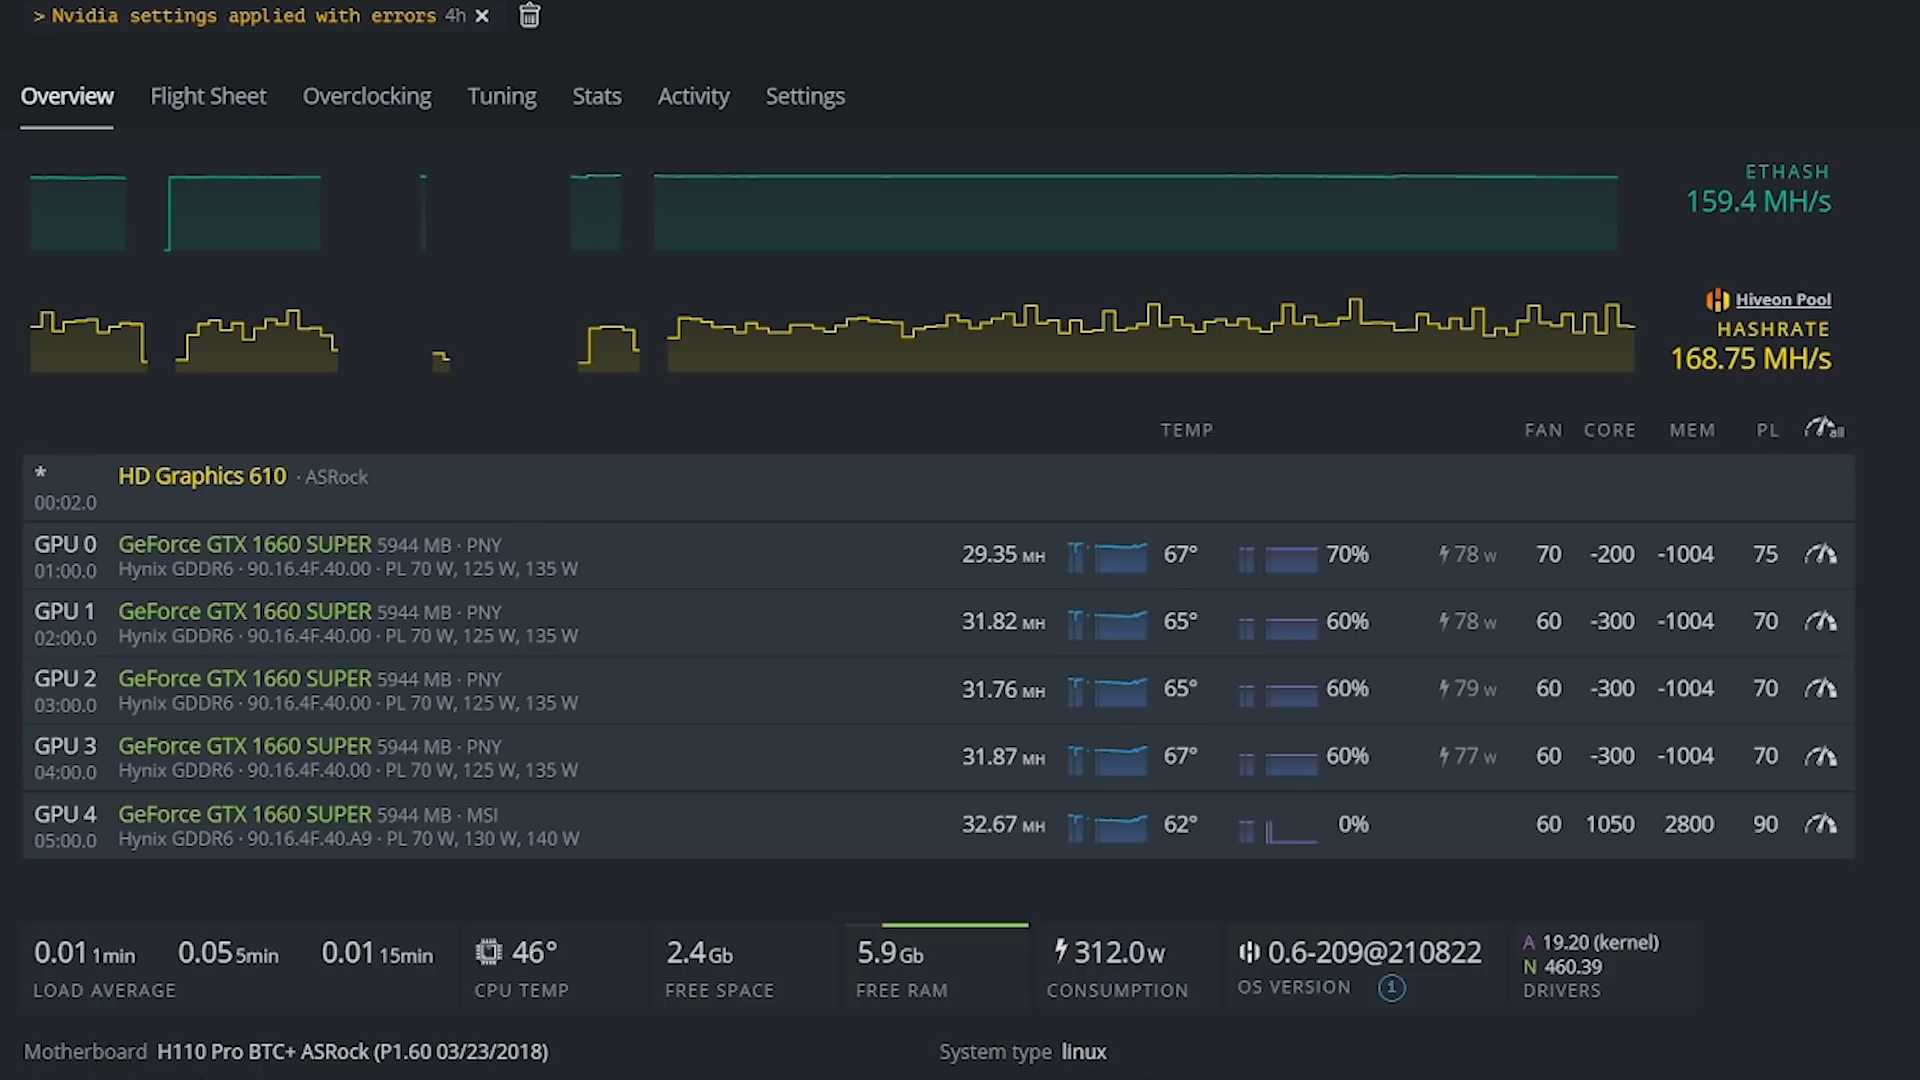 > Nvidia settings applied with errors 4h ×
Overview Flight Sheet Overclocking Tuning Stats Activity Settings
ETHASH
159.4 MH/s
Hiveon Pool
HASHRATE
168.75 MH/s
TEMP FAN CORE MEM PL all
* HD Graphics 610 · ASRock
00:02.0
GPU 0 GeForce GTX 1660 SUPER 5944 MB · PNY
29.35 MH 67° 70% 78 W 70 -200 -1004 75
01:00.0 Hynix GDDR6 · 90.16.4F.40.00 · PL 70 W, 125 W, 135 W
GPU 1 GeForce GTX 1660 SUPER 5944 MB · PNY
31.82 MH 65° 60% 78 W 60 -300 -1004 70
02:00.0 Hynix GDDR6 · 90.16.4F.40.00 · PL 70 W, 125 W, 135 W
GPU 2 GeForce GTX 1660 SUPER 5944 MB · PNY
31.76 MH 65° 60% 79 W 60 -300 -1004 70
03:00.0 Hynix GDDR6 · 90.16.4F.40.00 · PL 70 W, 125 W, 135 W
GPU 3 GeForce GTX 1660 SUPER 5944 MB · PNY
31.87 MH 67° 60% 77 W 60 -300 -1004 70
04:00.0 Hynix GDDR6 · 90.16.4F.40.00 · PL 70 W, 125 W, 135 W
GPU 4 GeForce GTX 1660 SUPER 5944 MB · MSI
32.67 MH 62° 0% 60 1050 2800 90
05:00.0 Hynix GDDR6 · 90.16.4F.40.A9 · PL 70 W, 130 W, 140 W
0.01 1min 0.05 5min 0.01 15min
LOAD AVERAGE
46°
CPU TEMP
2.4 Gb
FREE SPACE
5.9 Gb
FREE RAM
312.0 W
CONSUMPTION
0.6-209@210822
OS VERSION
A 19.20 (kernel)
N 460.39
DRIVERS
Motherboard H110 Pro BTC+ ASRock (P1.60 03/23/2018)
System type linux